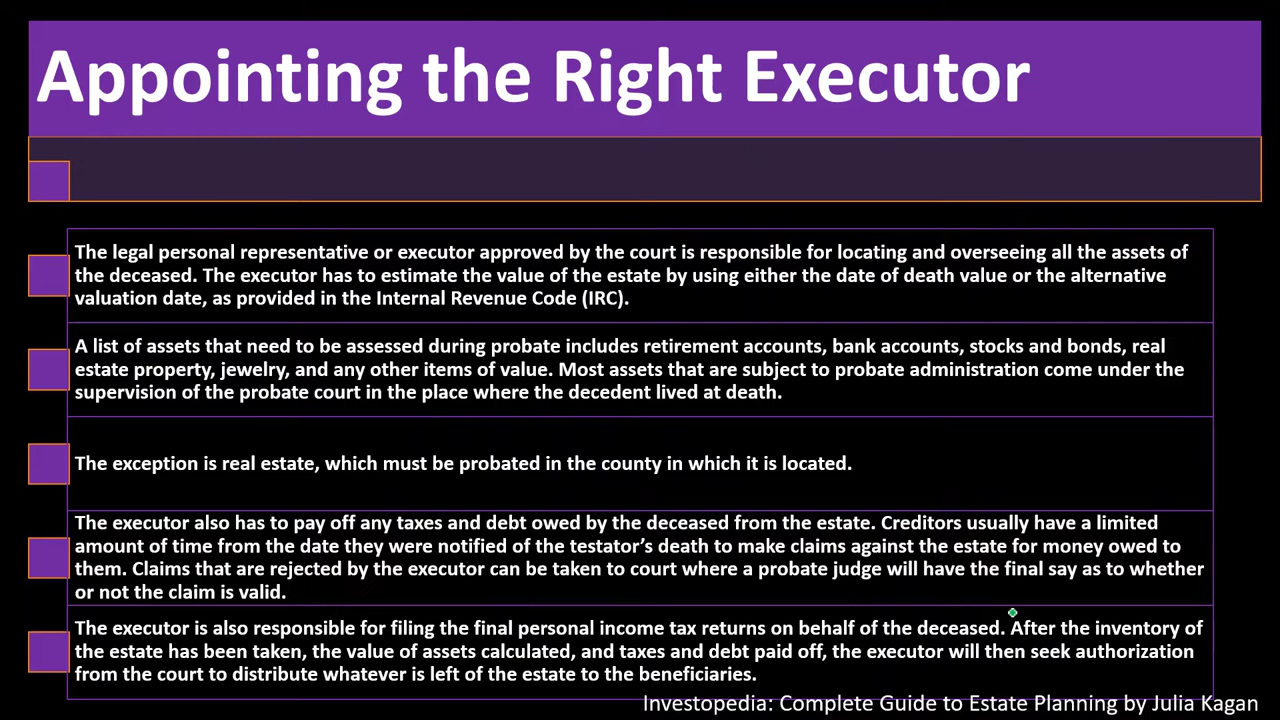 Appointing the Right Executor
The legal personal representative or executor approved by the court is responsible for locating and overseeing all the assets of
the deceased. The executor has to estimate the value of the estate by using either the date of death value or the alternative
valuation date, as provided in the Internal Revenue Code (IRC).
A list of assets that need to be assessed during probate includes retirement accounts, bank accounts, stocks and bonds, real
estate property, jewelry, and any other items of value. Most assets that are subject to probate administration come under the
supervision of the probate court in the place where the decedent lived at death.
The exception is real estate, which must be probated in the county in which it is located.
The executor also has to pay off any taxes and debt owed by the deceased from the estate. Creditors usually have a limited
amount of time from the date they were notified of the testator’s death to make claims against the estate for money owed to
them. Claims that are rejected by the executor can be taken to court where a probate judge will have the final say as to whether
or not the claim is valid.
The executor is also responsible for filing the final personal income tax returns on behalf of the deceased. After the inventory of
the estate has been taken, the value of assets calculated, and taxes and debt paid off, the executor will then seek authorization
from the court to distribute whatever is left of the estate to the beneficiaries.
Investopedia: Complete Guide to Estate Planning by Julia Kagan